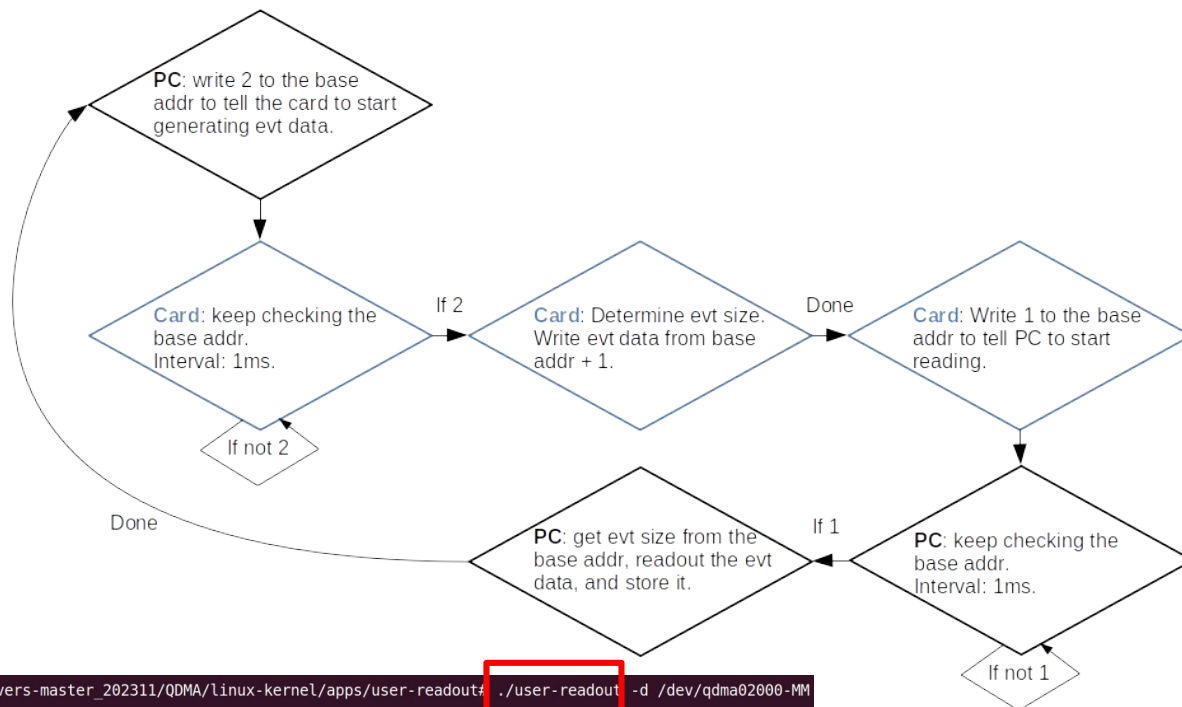 PC: write 2 to the base
addr to tell the card to start
generating evt data.
Card: keep checking the
base addr.
Interval: 1ms.
If not 2
If 2
Card: Determine evt size.
Write evt data from base
addr + 1.
Done
Card: Write 1 to the base
addr to tell PC to start
reading.
PC: keep checking the
base addr.
Interval: 1ms.
If not 1
If 1
PC: get evt size from the
base addr, readout the evt
data, and store it.
Done
vers-master_202311/QDMA/linux-kernel/apps/user-readout# ./user-readout -d /dev/qdma02000-MM